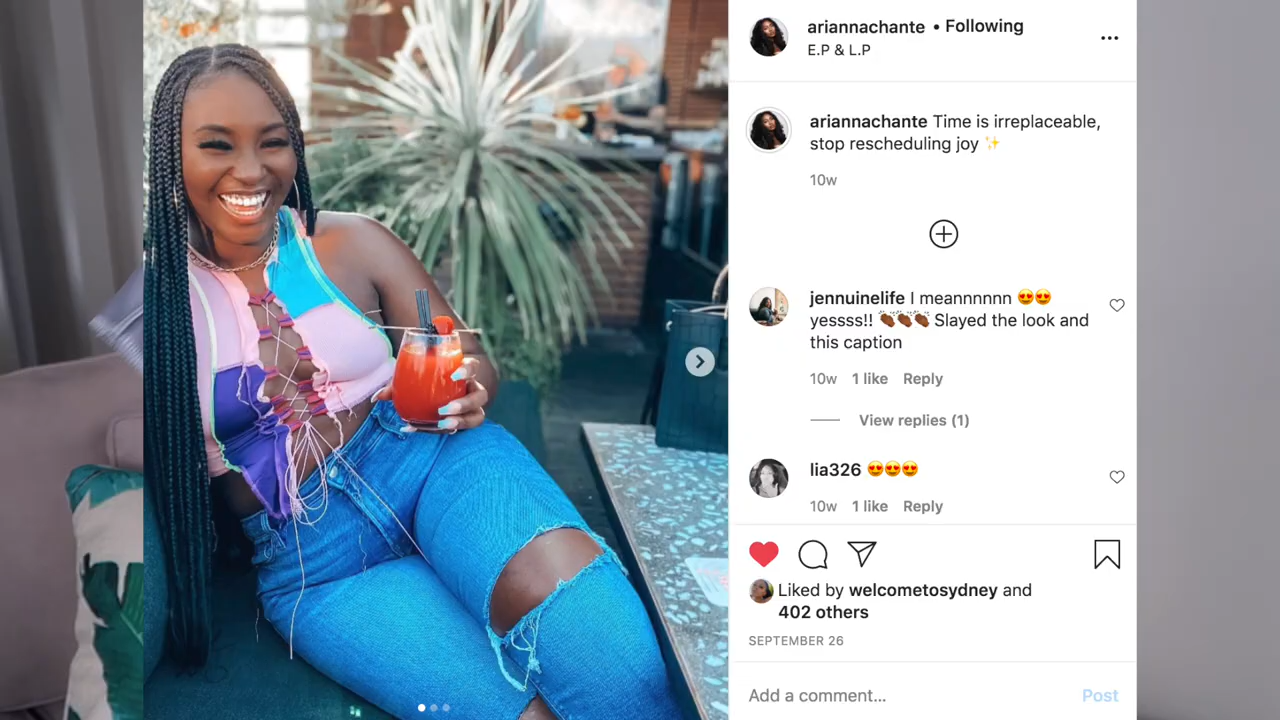 ariannachante • Following
E.P & L.P
ariannachante Time is irreplaceable,
stop rescheduling joy ✨
10w
jennuinelife I meannnnnn 😍😍
yessss!! 👏🏾👏🏾👏🏾 Slayed the look and
this caption
10w 1 like Reply
View replies (1)
lia326 😍😍😍
10w 1 like Reply
Liked by welcometosydney and
402 others
SEPTEMBER 26
Add a comment... Post